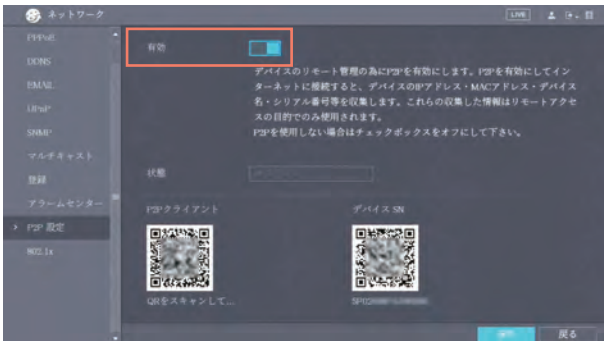 ネットワーク
LIVE
PPPoE
DDNS
EMAIL
UPnP
SNMP
マルチキャスト
登録
アラームセンター
P2P 設定
802.1x
有効
デバイスのリモート管理の為にP2Pを有効にします。P2Pを有効にしてイン
ターネットに接続すると、デバイスのIPアドレス・MACアドレス・デバイス
名・シリアル番号等を収集します。これらの収集した情報はリモートアクセ
スの目的でのみ使用されます。
P2Pを使用しない場合はチェックボックスをオフにして下さい。
状態
P2Pクライアント
デバイス SN
QRをスキャンして...
戻る